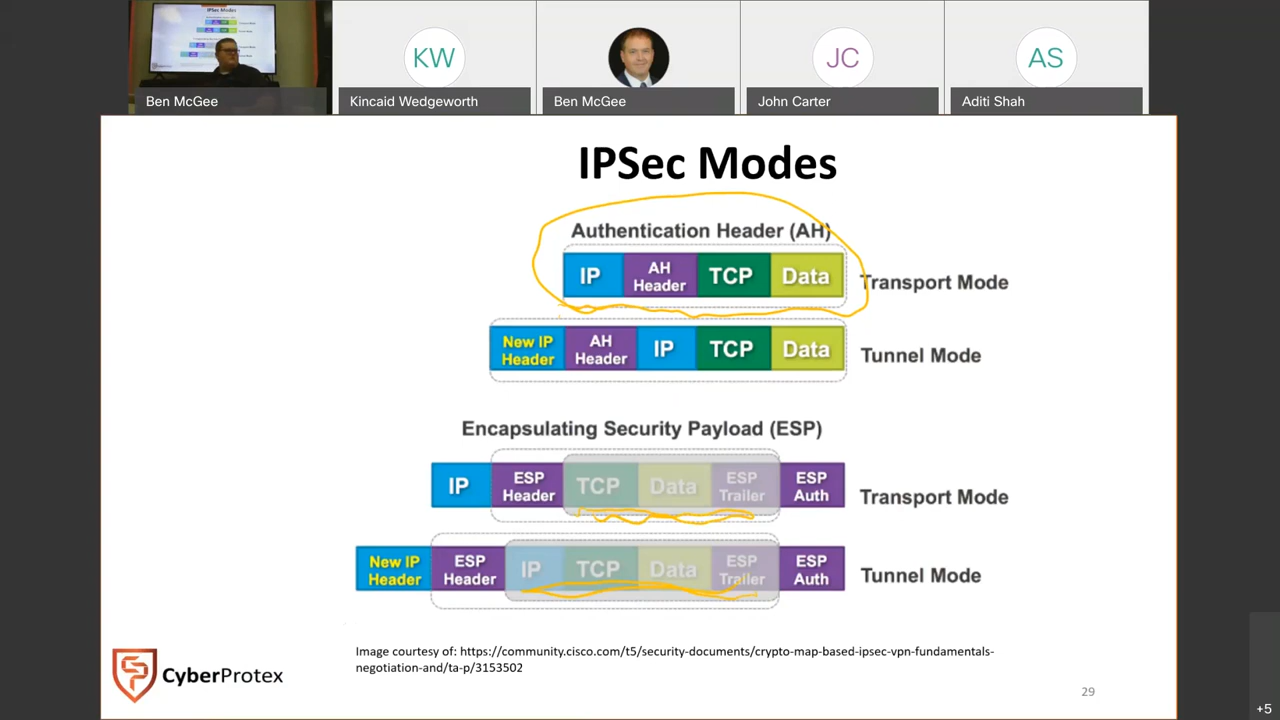 IPSec Modes
KW
JC
AS
Ben McGee
Kincaid Wedgeworth
Ben McGee
John Carter
Aditi Shah
IPSec Modes
Authentication Header (AH)
IP AH Header TCP Data Transport Mode
New IP Header AH Header IP TCP Data Tunnel Mode
Encapsulating Security Payload (ESP)
IP ESP Header TCP Data ESP Trailer ESP Auth Transport Mode
New IP Header ESP Header IP TCP Data ESP Trailer ESP Auth Tunnel Mode
Image courtesy of: https://community.cisco.com/t5/security-documents/crypto-map-based-ipsec-vpn-fundamentals-
negotiation-and/ta-p/3153502
CyberProtex
29
+5